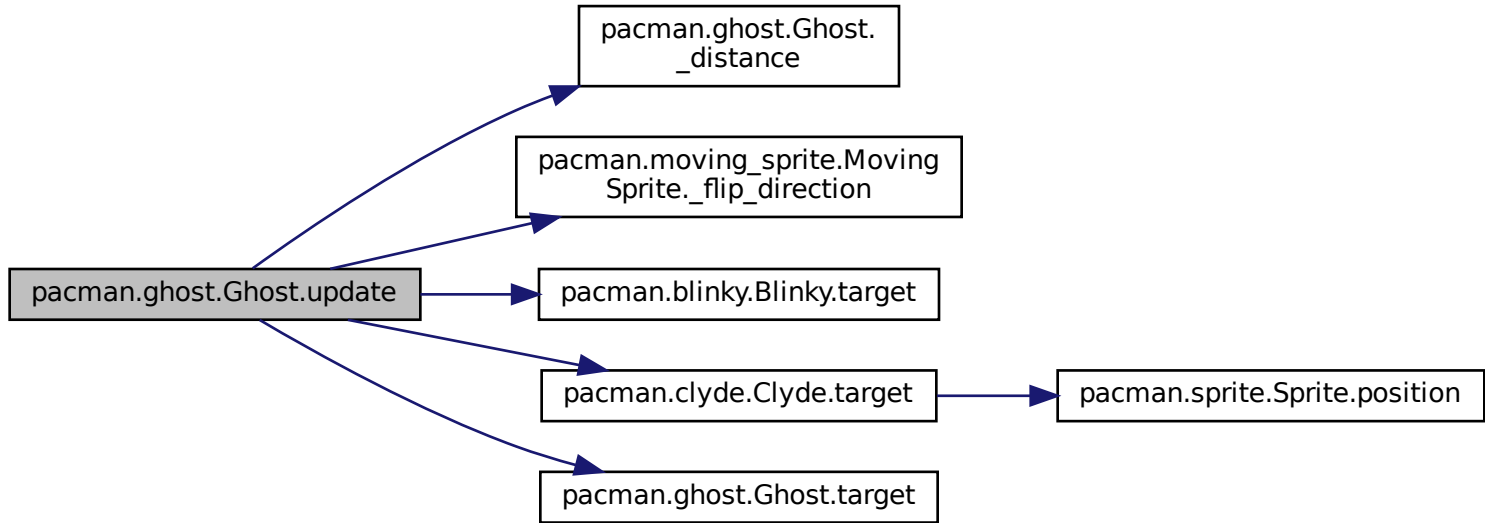 pacman.ghost.Ghost.
_distance
pacman.moving_sprite.Moving
Sprite._flip_direction
pacman.ghost.Ghost.update
pacman.blinky.Blinky.target
pacman.clyde.Clyde.target
pacman.sprite.Sprite.position
pacman.ghost.Ghost.target